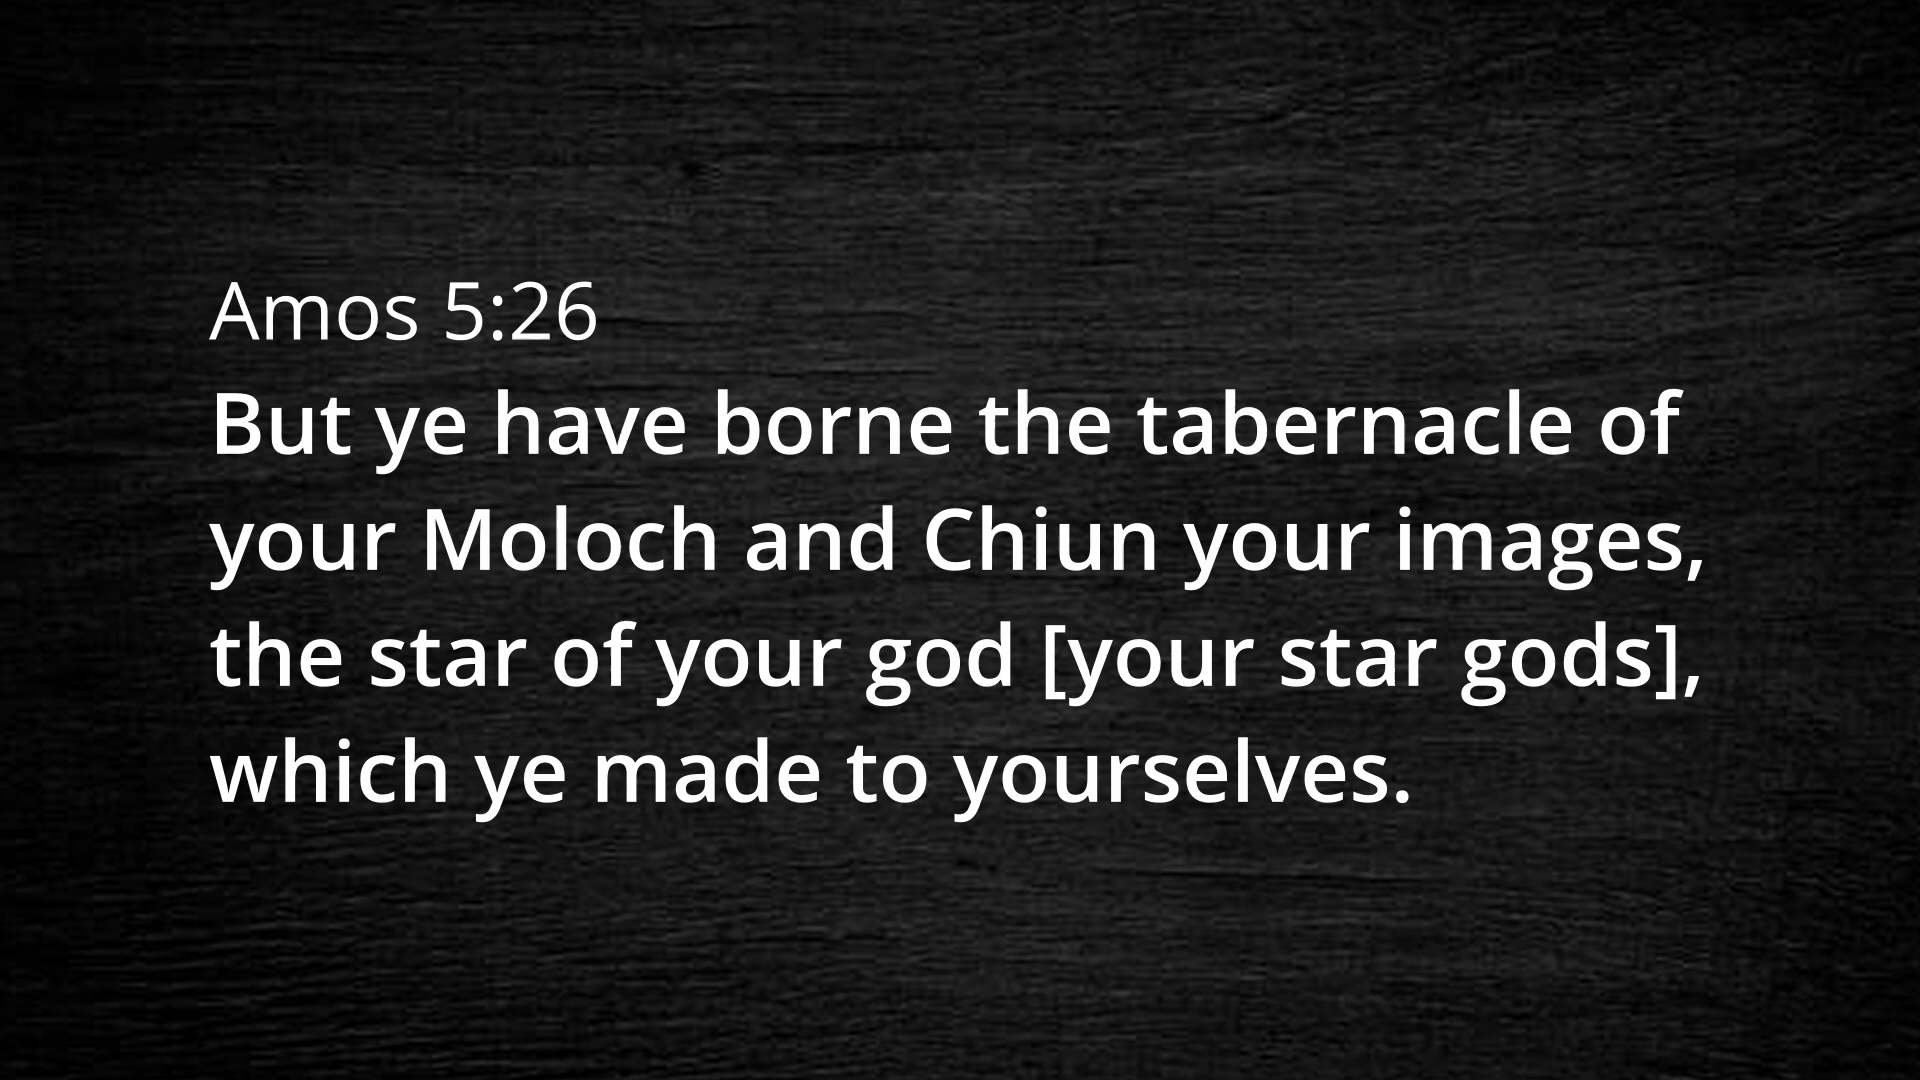 Amos 5:26
But ye have borne the tabernacle of
your Moloch and Chiun your images,
the star of your god [your star gods],
which ye made to yourselves.